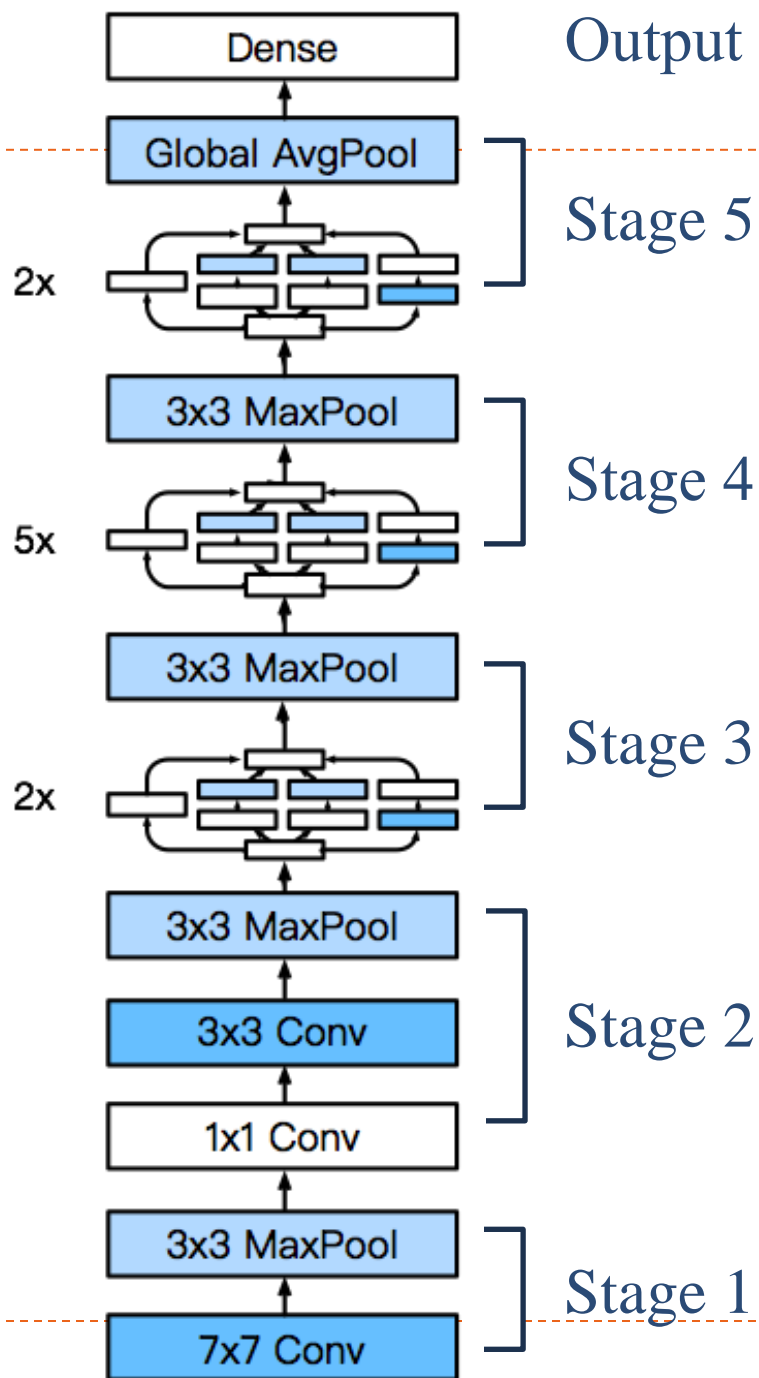 Dense
Output
Global AvgPool
Stage 5
2x
3x3 MaxPool
Stage 4
5x
3x3 MaxPool
Stage 3
2x
3x3 MaxPool
3x3 Conv
Stage 2
1x1 Conv
3x3 MaxPool
Stage 1
7x7 Conv